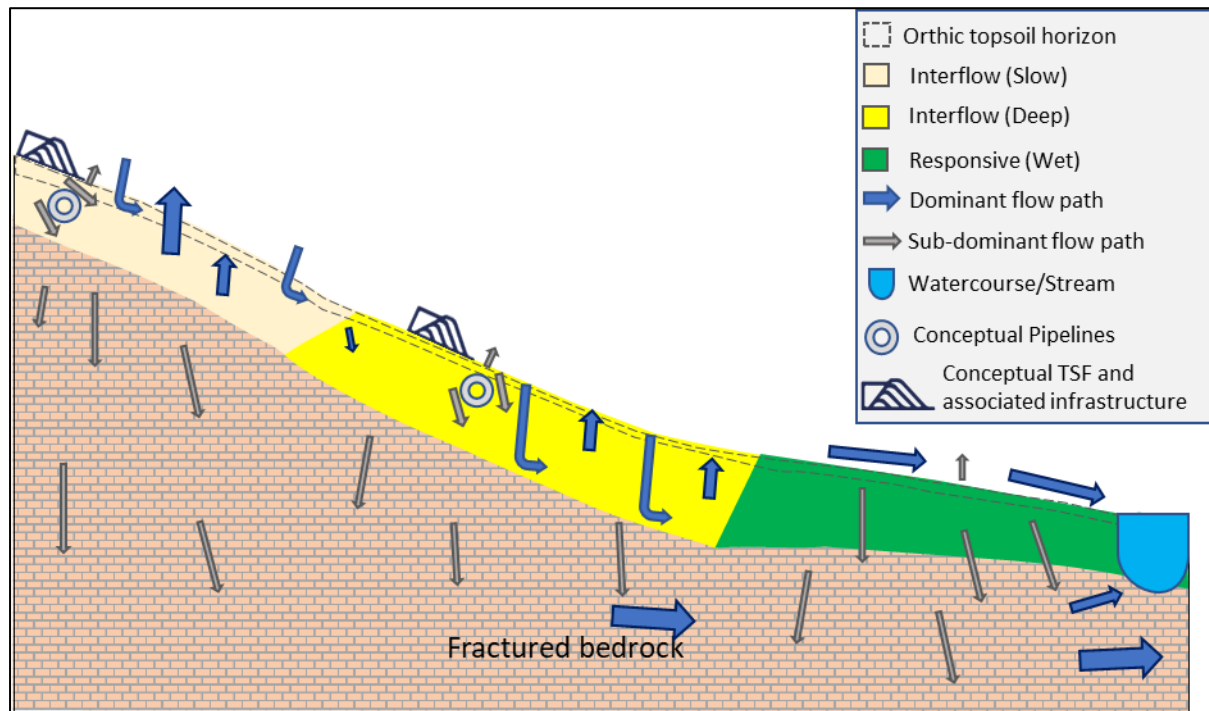 Orthic topsoil horizon
Interflow (Slow)
Interflow (Deep)
Responsive (Wet)
Dominant flow path
Sub-dominant flow path
Watercourse/Stream
Conceptual Pipelines
Conceptual TSF and
associated infrastructure
Fractured bedrock